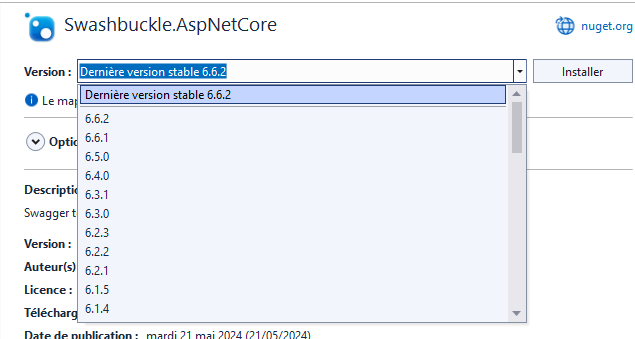 Swashbuckle.AspNetCore
nuget.org
Version : Dernière version stable 6.6.2 Installer
Dernière version stable 6.6.2
Le
6.6.2
6.6.1
6.5.0
6.4.0
6.3.1
6.3.0
6.2.3
6.2.2
6.2.1
6.1.5
6.1.4
Optio
Descriptio
Swagger t
Version :
Auteur(s)
Licence :
Télécharg
Date de publication : mardi 21 mai 2024 (21/05/2024)